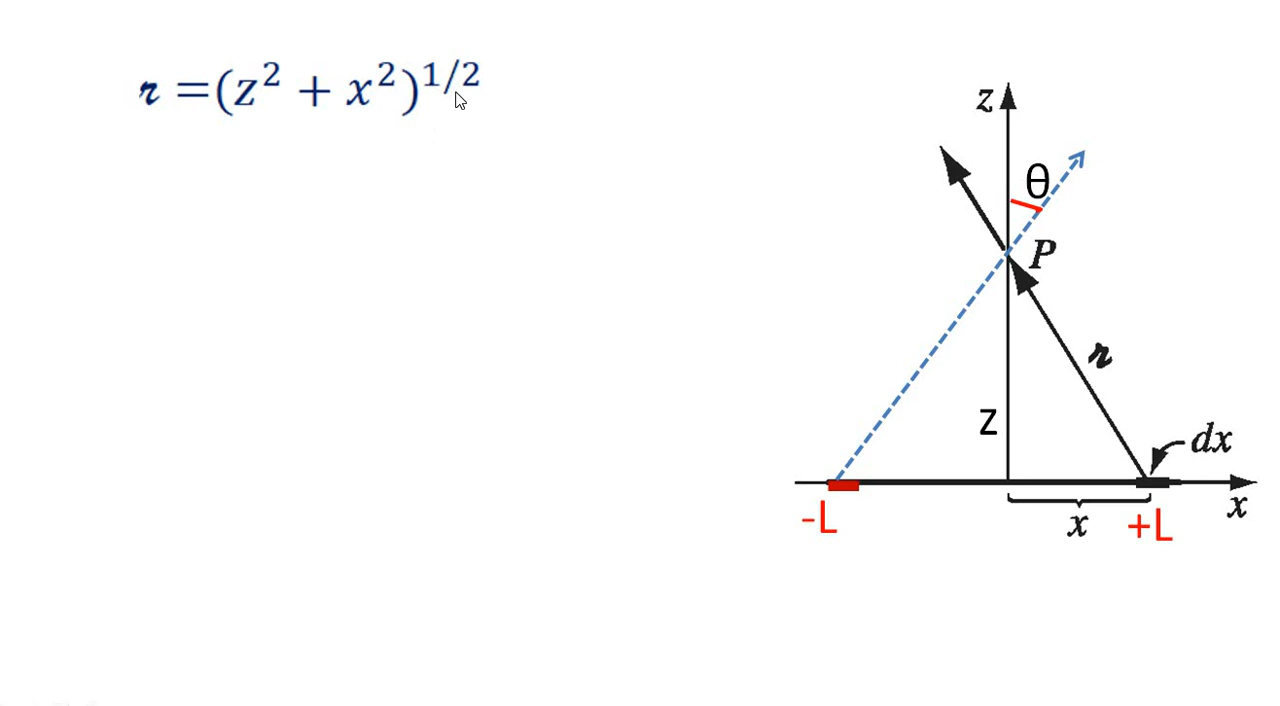 𝓇 =(z² + x²)^{1/2}
z
θ
P
𝓇
z
dx
x
-L
x
+L